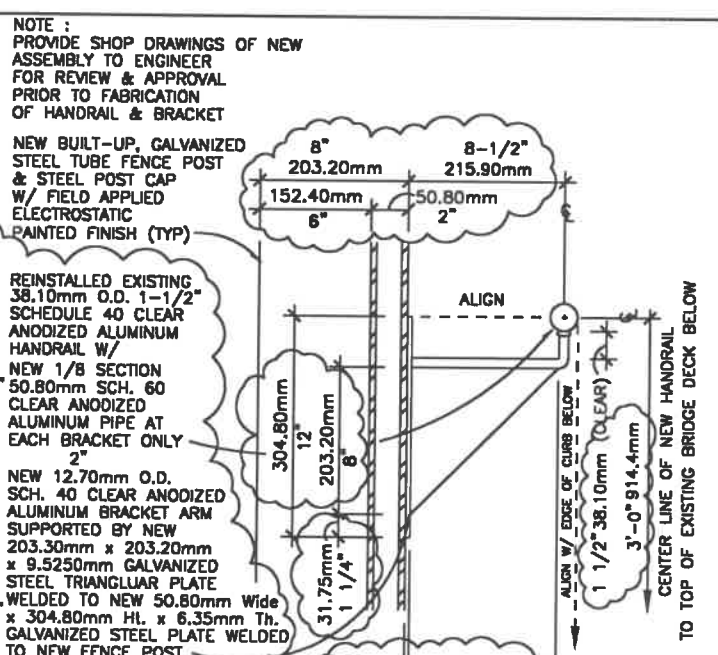 NOTE :
PROVIDE SHOP DRAWINGS OF NEW
ASSEMBLY TO ENGINEER
FOR REVIEW & APPROVAL
PRIOR TO FABRICATION
OF HANDRAIL & BRACKET
NEW BUILT-UP, GALVANIZED
STEEL TUBE FENCE POST
& STEEL POST CAP
W/ FIELD APPLIED
ELECTROSTATIC
PAINTED FINISH (TYP)
REINSTALLED EXISTING
38.10mm O.D. 1-1/2"
SCHEDULE 40 CLEAR
ANODIZED ALUMINUM
HANDRAIL W/
NEW 1/8 SECTION
50.80mm SCH. 60
CLEAR ANODIZED
ALUMINUM PIPE AT
EACH BRACKET ONLY
2"
NEW 12.70mm O.D.
SCH. 40 CLEAR ANODIZED
ALUMINUM BRACKET ARM
SUPPORTED BY NEW
203.30mm x 203.20mm
x 9.5250mm GALVANIZED
STEEL TRIANGLUAR PLATE
WELDED TO NEW 50.80mm Wide
x 304.80mm Ht. x 6.35mm Th.
GALVANIZED STEEL PLATE WELDED
TO NEW FENCE POST
8" 8-1/2"
203.20mm 215.90mm
152.40mm 50.80mm
6" 2"
ALIGN
304.80mm
12"
203.20mm
8"
31.75mm
1 1/4"
ALIGN W/ EDGE OF CURB BELOW
1 1/2" 38.10mm (CLEAR)
3'-0" 914.4mm
CENTER LINE OF NEW HANDRAIL
TO TOP OF EXISTING BRIDGE DECK BELOW